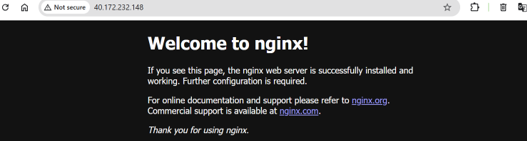 Not secure 40.172.232.148
Welcome to nginx!
If you see this page, the nginx web server is successfully installed and
working. Further configuration is required.
For online documentation and support please refer to nginx.org.
Commercial support is available at nginx.com.
Thank you for using nginx.